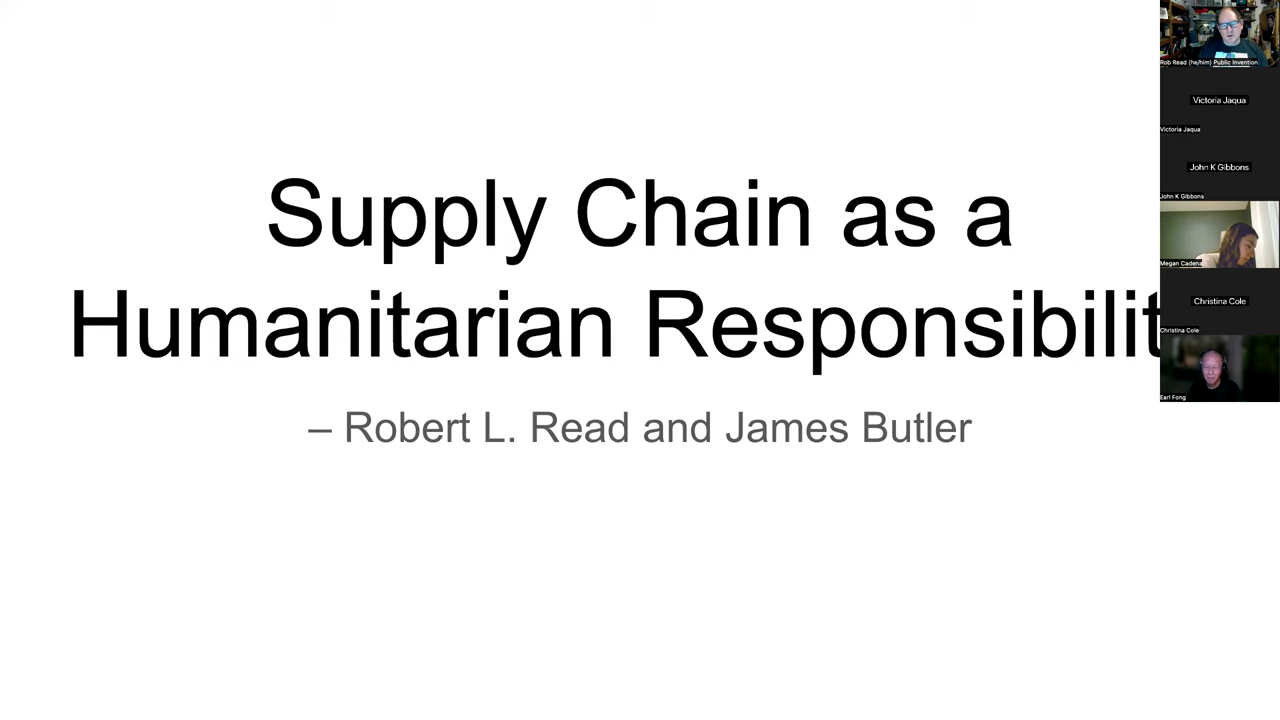 Supply Chain as a
Humanitarian Responsibilit
– Robert L. Read and James Butler
Rob Read (he/him) Public Invention
Victoria Jaqua
Victoria Jaqua
John K Gibbons
John K Gibbons
Megan Cadena
Christina Cole
Christina Cole
Earl Fong